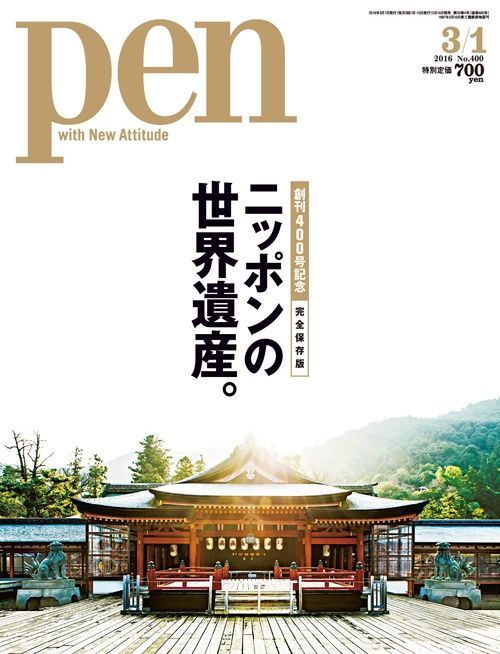 pen
with New Attitude
3/1
2016 No.400
特別定価 700
yen
創刊400号記念
完全保存版
ニッポンの
世界遺産。